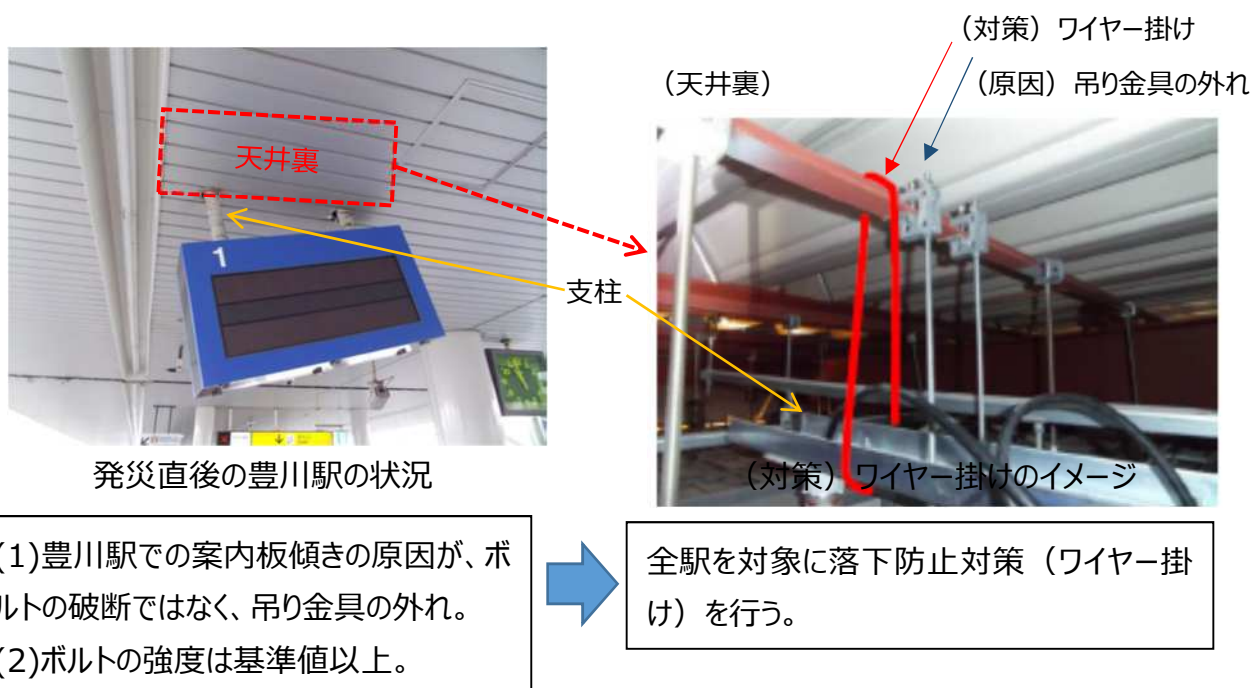 （対策）ワイヤー掛け
（天井裏）
（原因）吊り金具の外れ
天井裏
1
支柱
発災直後の豊川駅の状況
（対策）ワイヤー掛けのイメージ
(1)豊川駅での案内板傾きの原因が、ボ
ルトの破断ではなく、吊り金具の外れ。
(2)ボルトの強度は基準値以上。
全駅を対象に落下防止対策（ワイヤー掛
け）を行う。